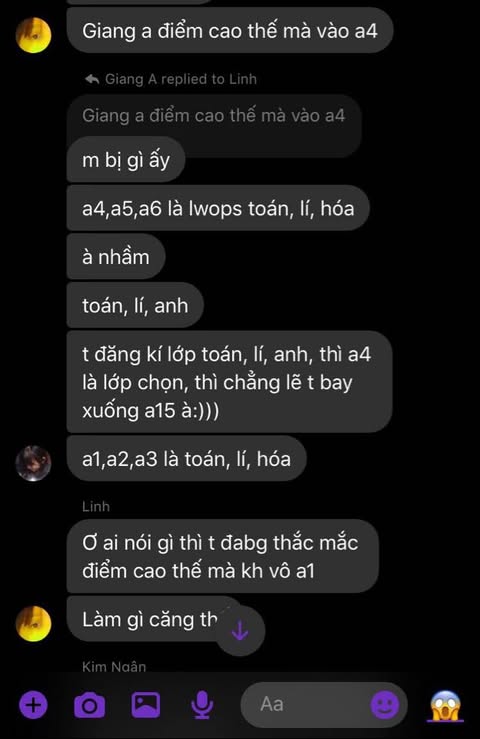 Giang a điểm cao thế mà vào a4
Giang A replied to Linh
Giang a điểm cao thế mà vào a4
m bị gì ấy
a4,a5,a6 là lwops toán, lí, hóa
à nhầm
toán, lí, anh
t đăng kí lớp toán, lí, anh, thì a4
là lớp chọn, thì chẳng lẽ t bay
xuống a15 à:)))
a1,a2,a3 là toán, lí, hóa
Linh
Ơ ai nói gì thì t đabg thắc mắc
điểm cao thế mà kh vô a1
Làm gì căng
Kim Ngân
Aa